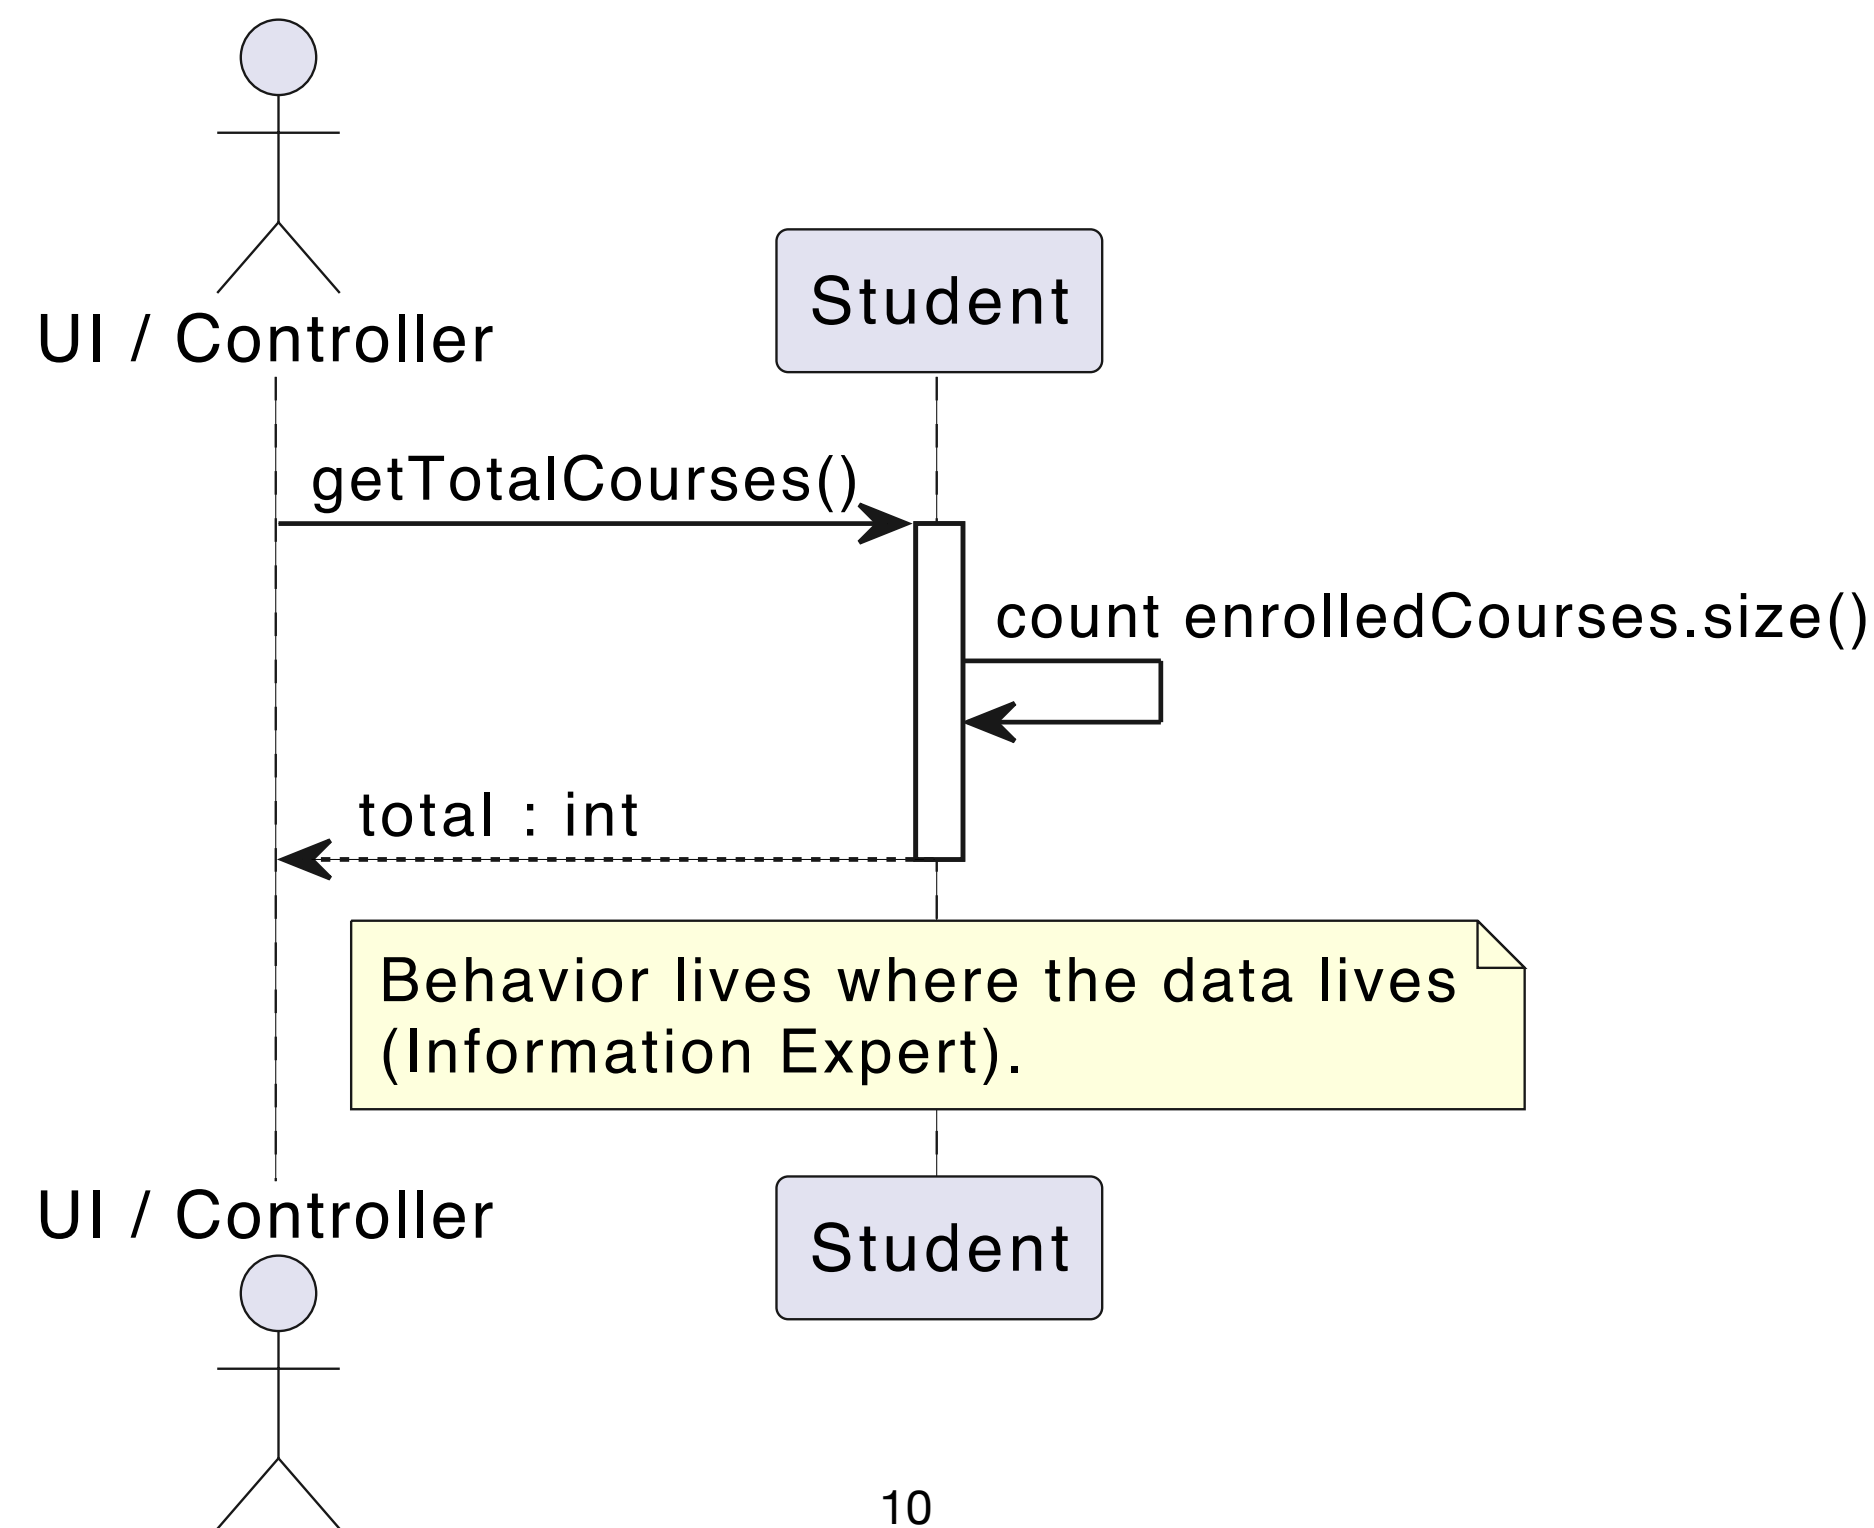 UI / Controller
Student
getTotalCourses()
count enrolledCourses.size()
total : int
Behavior lives where the data lives
(Information Expert).
UI / Controller
Student
10